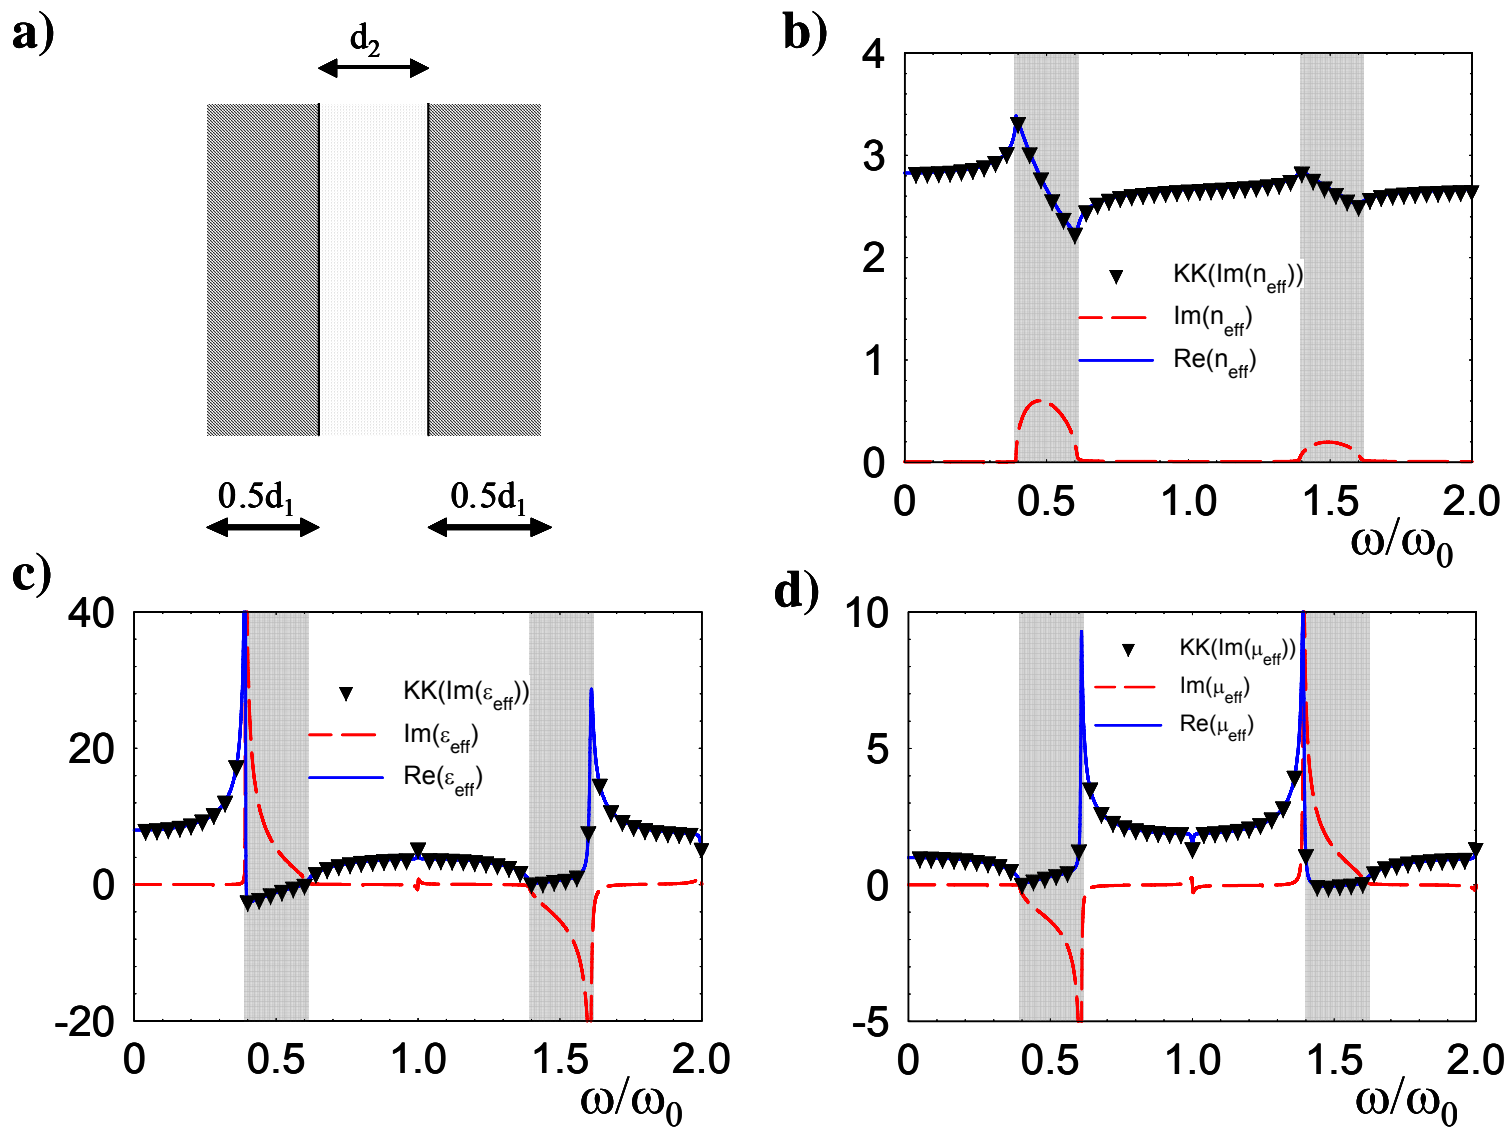 a)
d2
0.5d1
0.5d1
b)
4
3
2
1
0
KK(Im(neff))
Im(neff)
Re(neff)
0
0.5
1.0
1.5
2.0
ω/ω0
c)
40
20
0
-20
KK(Im(εeff))
Im(εeff)
Re(εeff)
0
0.5
1.0
1.5
2.0
ω/ω0
d)
10
5
0
-5
KK(Im(μeff))
Im(μeff)
Re(μeff)
0
0.5
1.0
1.5
2.0
ω/ω0